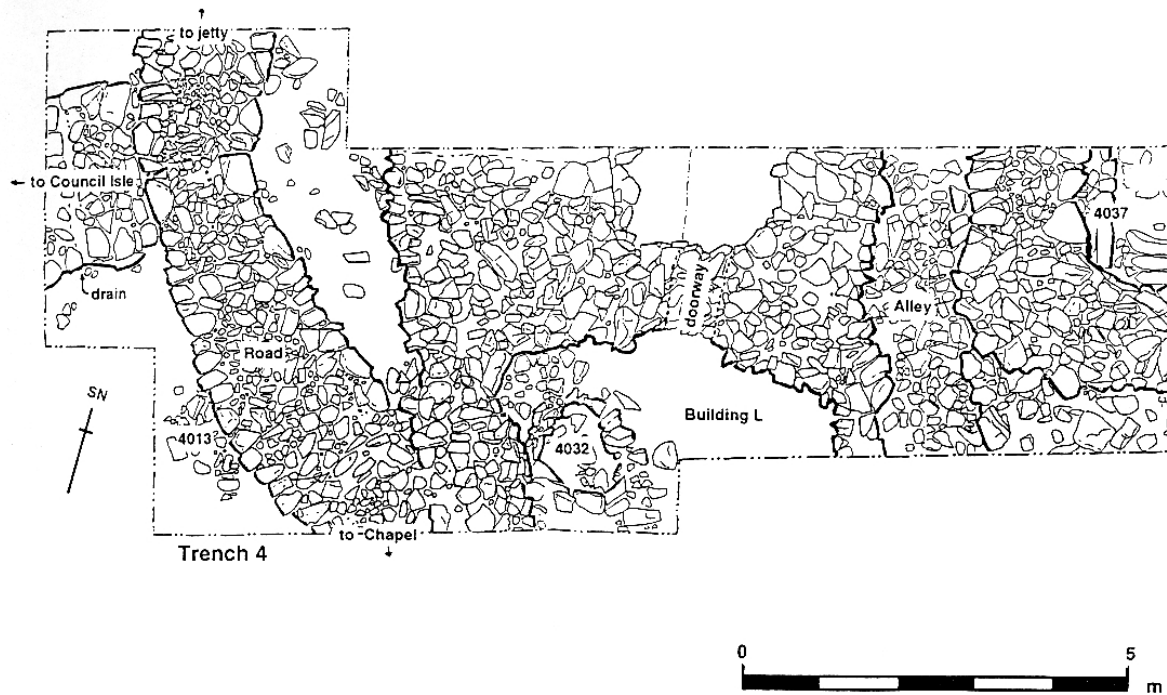 to jetty
← to Council Isle
4037
drain
doorway
Alley
Road
SN
Building L
4013
4032
to Chapel
Trench 4
0 5
m